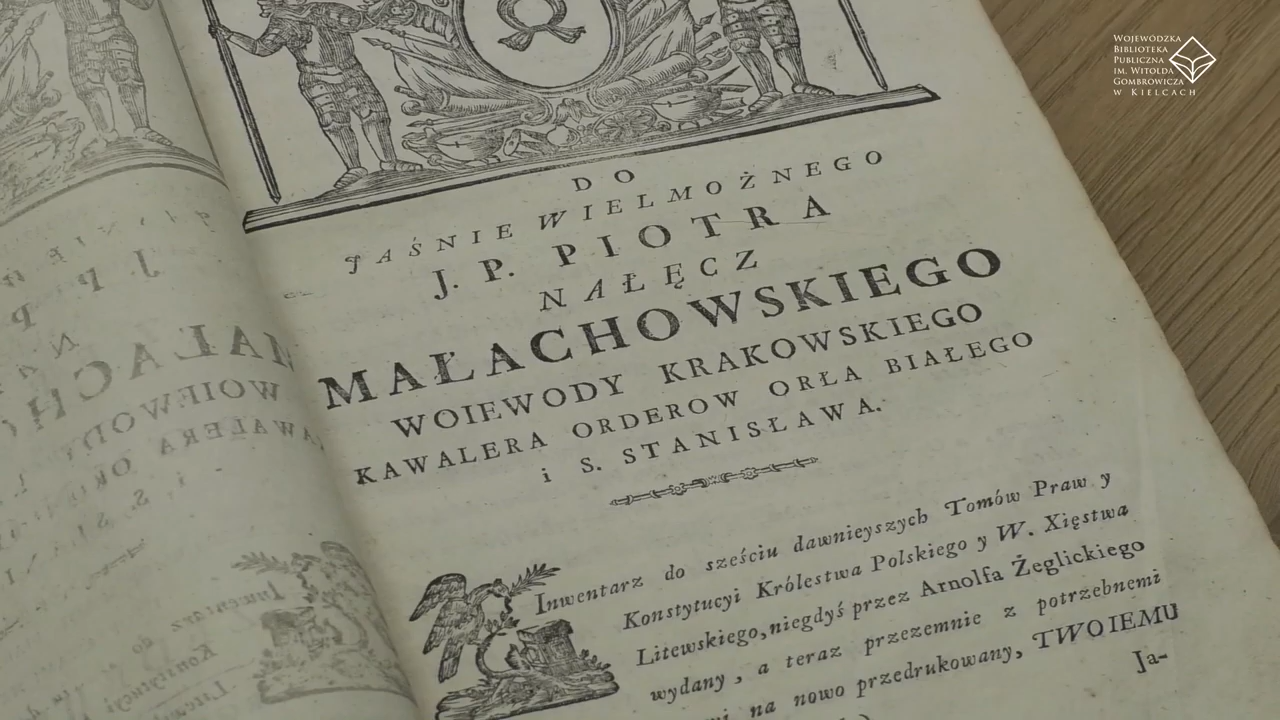 WOJEWÓDZKA
BIBLIOTEKA
PUBLICZNA
IM. WITOLDA
GOMBROWICZA
W KIELCACH
DO
JAŚNIE WIELMOŻNEGO
J. P. PIOTRA
NAŁĘCZ
MAŁACHOWSKIEGO
WOIEWODY KRAKOWSKIEGO
KAWALERA ORDEROW ORŁA BIAŁEGO
i S. STANISŁAWA.
Inwentarz do sześciu dawnieyszych Tomów Praw y
Konstytucyi Królestwa Polskiego y W. Xięstwa
Litewskiego, niegdyś przez Arnolfa Żeglickiego
wydany, a teraz przezemnie z potrzebnemi
na nowo przedrukowany, TWOIEMU
Ja-